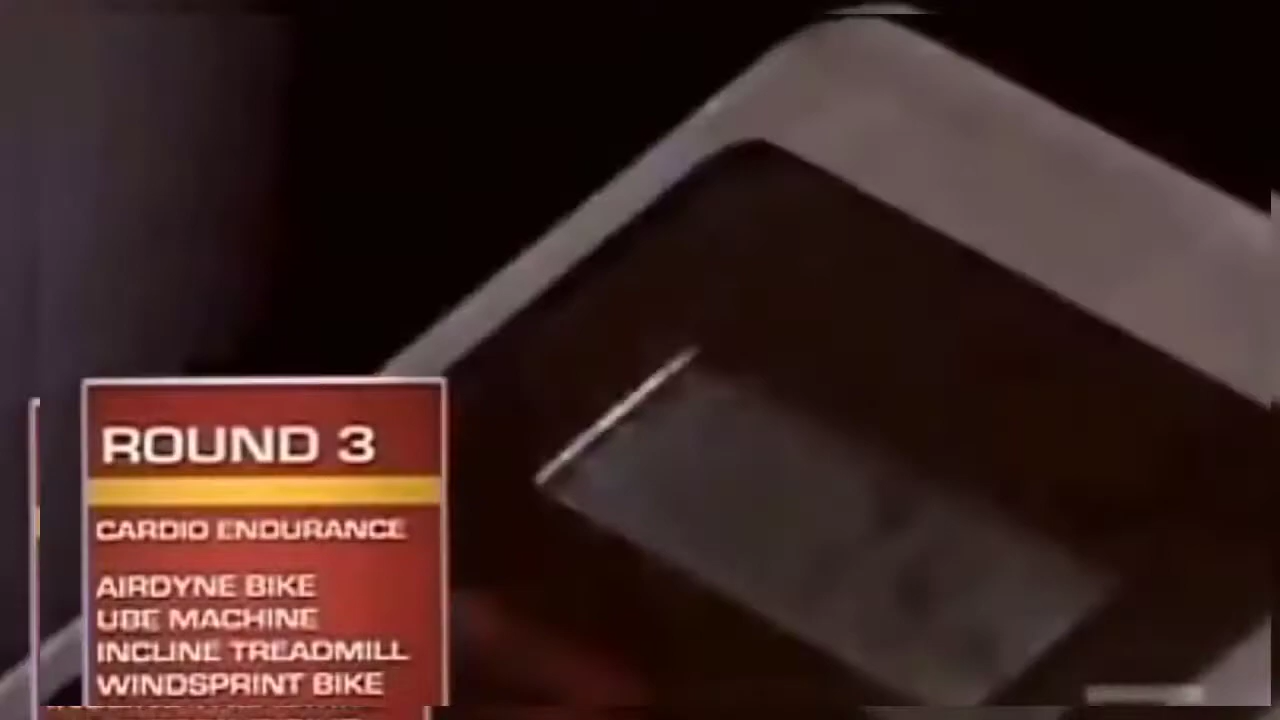 ROUND 3
CARDIO ENDURANCE
AIRDYNE BIKE
UBE MACHINE
INCLINE TREADMILL
WINDSPRINT BIKE